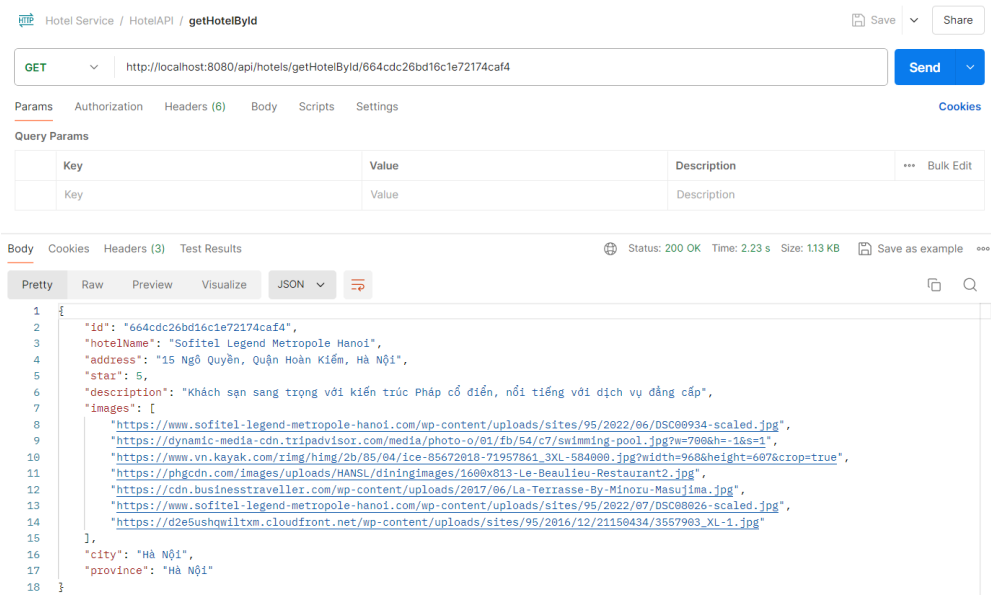 HTTP Hotel Service / HotelAPI / getHotelById Save Share
GET http://localhost:8080/api/hotels/getHotelById/664cdc26bd16c1e72174caf4 Send
Params Authorization Headers (6) Body Scripts Settings Cookies
Query Params
Key Value Description ••• Bulk Edit
Key Value Description
Body Cookies Headers (3) Test Results Status: 200 OK Time: 2.23 s Size: 1.13 KB Save as example
Pretty Raw Preview Visualize JSON
1 {
2 "id": "664cdc26bd16c1e72174caf4",
3 "hotelName": "Sofitel Legend Metropole Hanoi",
4 "address": "15 Ngô Quyền, Quận Hoàn Kiếm, Hà Nội",
5 "star": 5,
6 "description": "Khách sạn sang trọng với kiến trúc Pháp cổ điển, nổi tiếng với dịch vụ đẳng cấp",
7 "images": [
8 "https://www.sofitel-legend-metropole-hanoi.com/wp-content/uploads/sites/95/2022/06/DSC00934-scaled.jpg",
9 "https://dynamic-media-cdn.tripadvisor.com/media/photo-o/01/fb/54/c7/swimming-pool.jpg?w=700&h=-1&s=1",
10 "https://www.vn.kayak.com/rimg/himg/2b/85/04/ice-85672018-71957861_3XL-584000.jpg?width=968&height=607&crop=true",
11 "https://phgcdn.com/images/uploads/HANSL/diningimages/1600x813-Le-Beaulieu-Restaurant2.jpg",
12 "https://cdn.businesstraveller.com/wp-content/uploads/2017/06/La-Terrasse-By-Minoru-Masujima.jpg",
13 "https://www.sofitel-legend-metropole-hanoi.com/wp-content/uploads/sites/95/2022/07/DSC08026-scaled.jpg",
14 "https://d2e5ushqwiltxm.cloudfront.net/wp-content/uploads/sites/95/2016/12/21150434/3557903_XL-1.jpg"
15 ],
16 "city": "Hà Nội",
17 "province": "Hà Nội"
18 }